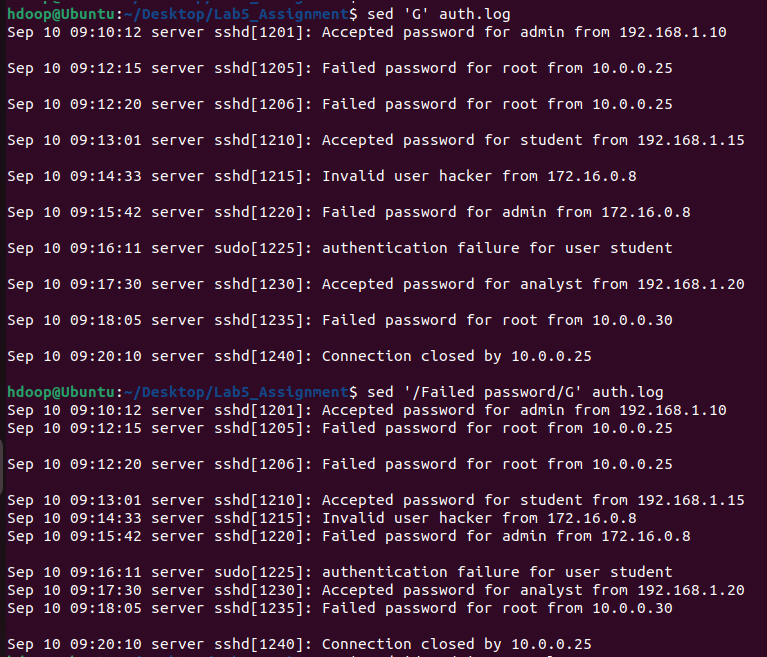 hdoop@Ubuntu:~/Desktop/Lab5_Assignment$ sed 'G' auth.log
Sep 10 09:10:12 server sshd[1201]: Accepted password for admin from 192.168.1.10
Sep 10 09:12:15 server sshd[1205]: Failed password for root from 10.0.0.25
Sep 10 09:12:20 server sshd[1206]: Failed password for root from 10.0.0.25
Sep 10 09:13:01 server sshd[1210]: Accepted password for student from 192.168.1.15
Sep 10 09:14:33 server sshd[1215]: Invalid user hacker from 172.16.0.8
Sep 10 09:15:42 server sshd[1220]: Failed password for admin from 172.16.0.8
Sep 10 09:16:11 server sudo[1225]: authentication failure for user student
Sep 10 09:17:30 server sshd[1230]: Accepted password for analyst from 192.168.1.20
Sep 10 09:18:05 server sshd[1235]: Failed password for root from 10.0.0.30
Sep 10 09:20:10 server sshd[1240]: Connection closed by 10.0.0.25
hdoop@Ubuntu:~/Desktop/Lab5_Assignment$ sed '/Failed password/G' auth.log
Sep 10 09:10:12 server sshd[1201]: Accepted password for admin from 192.168.1.10
Sep 10 09:12:15 server sshd[1205]: Failed password for root from 10.0.0.25
Sep 10 09:12:20 server sshd[1206]: Failed password for root from 10.0.0.25
Sep 10 09:13:01 server sshd[1210]: Accepted password for student from 192.168.1.15
Sep 10 09:14:33 server sshd[1215]: Invalid user hacker from 172.16.0.8
Sep 10 09:15:42 server sshd[1220]: Failed password for admin from 172.16.0.8
Sep 10 09:16:11 server sudo[1225]: authentication failure for user student
Sep 10 09:17:30 server sshd[1230]: Accepted password for analyst from 192.168.1.20
Sep 10 09:18:05 server sshd[1235]: Failed password for root from 10.0.0.30
Sep 10 09:20:10 server sshd[1240]: Connection closed by 10.0.0.25